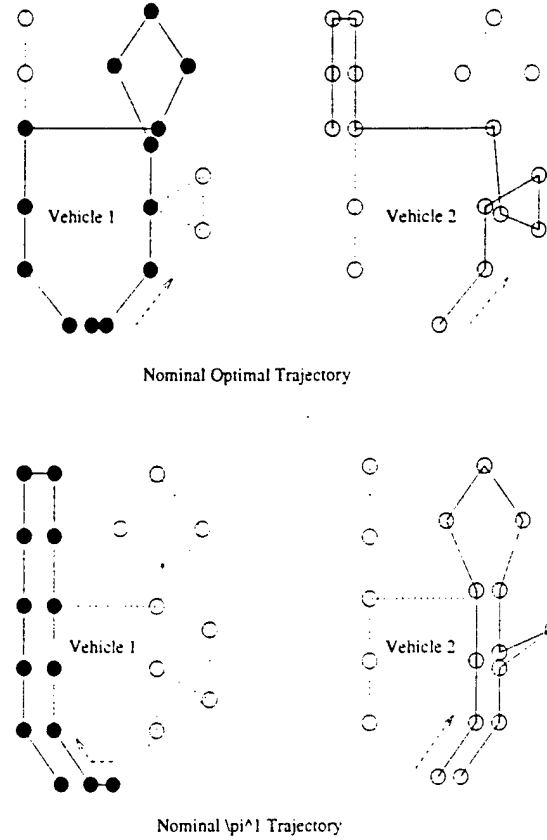 Vehicle 1
Vehicle 2
Nominal Optimal Trajectory
Vehicle 1
Vehicle 2
Nominal \pi^1 Trajectory